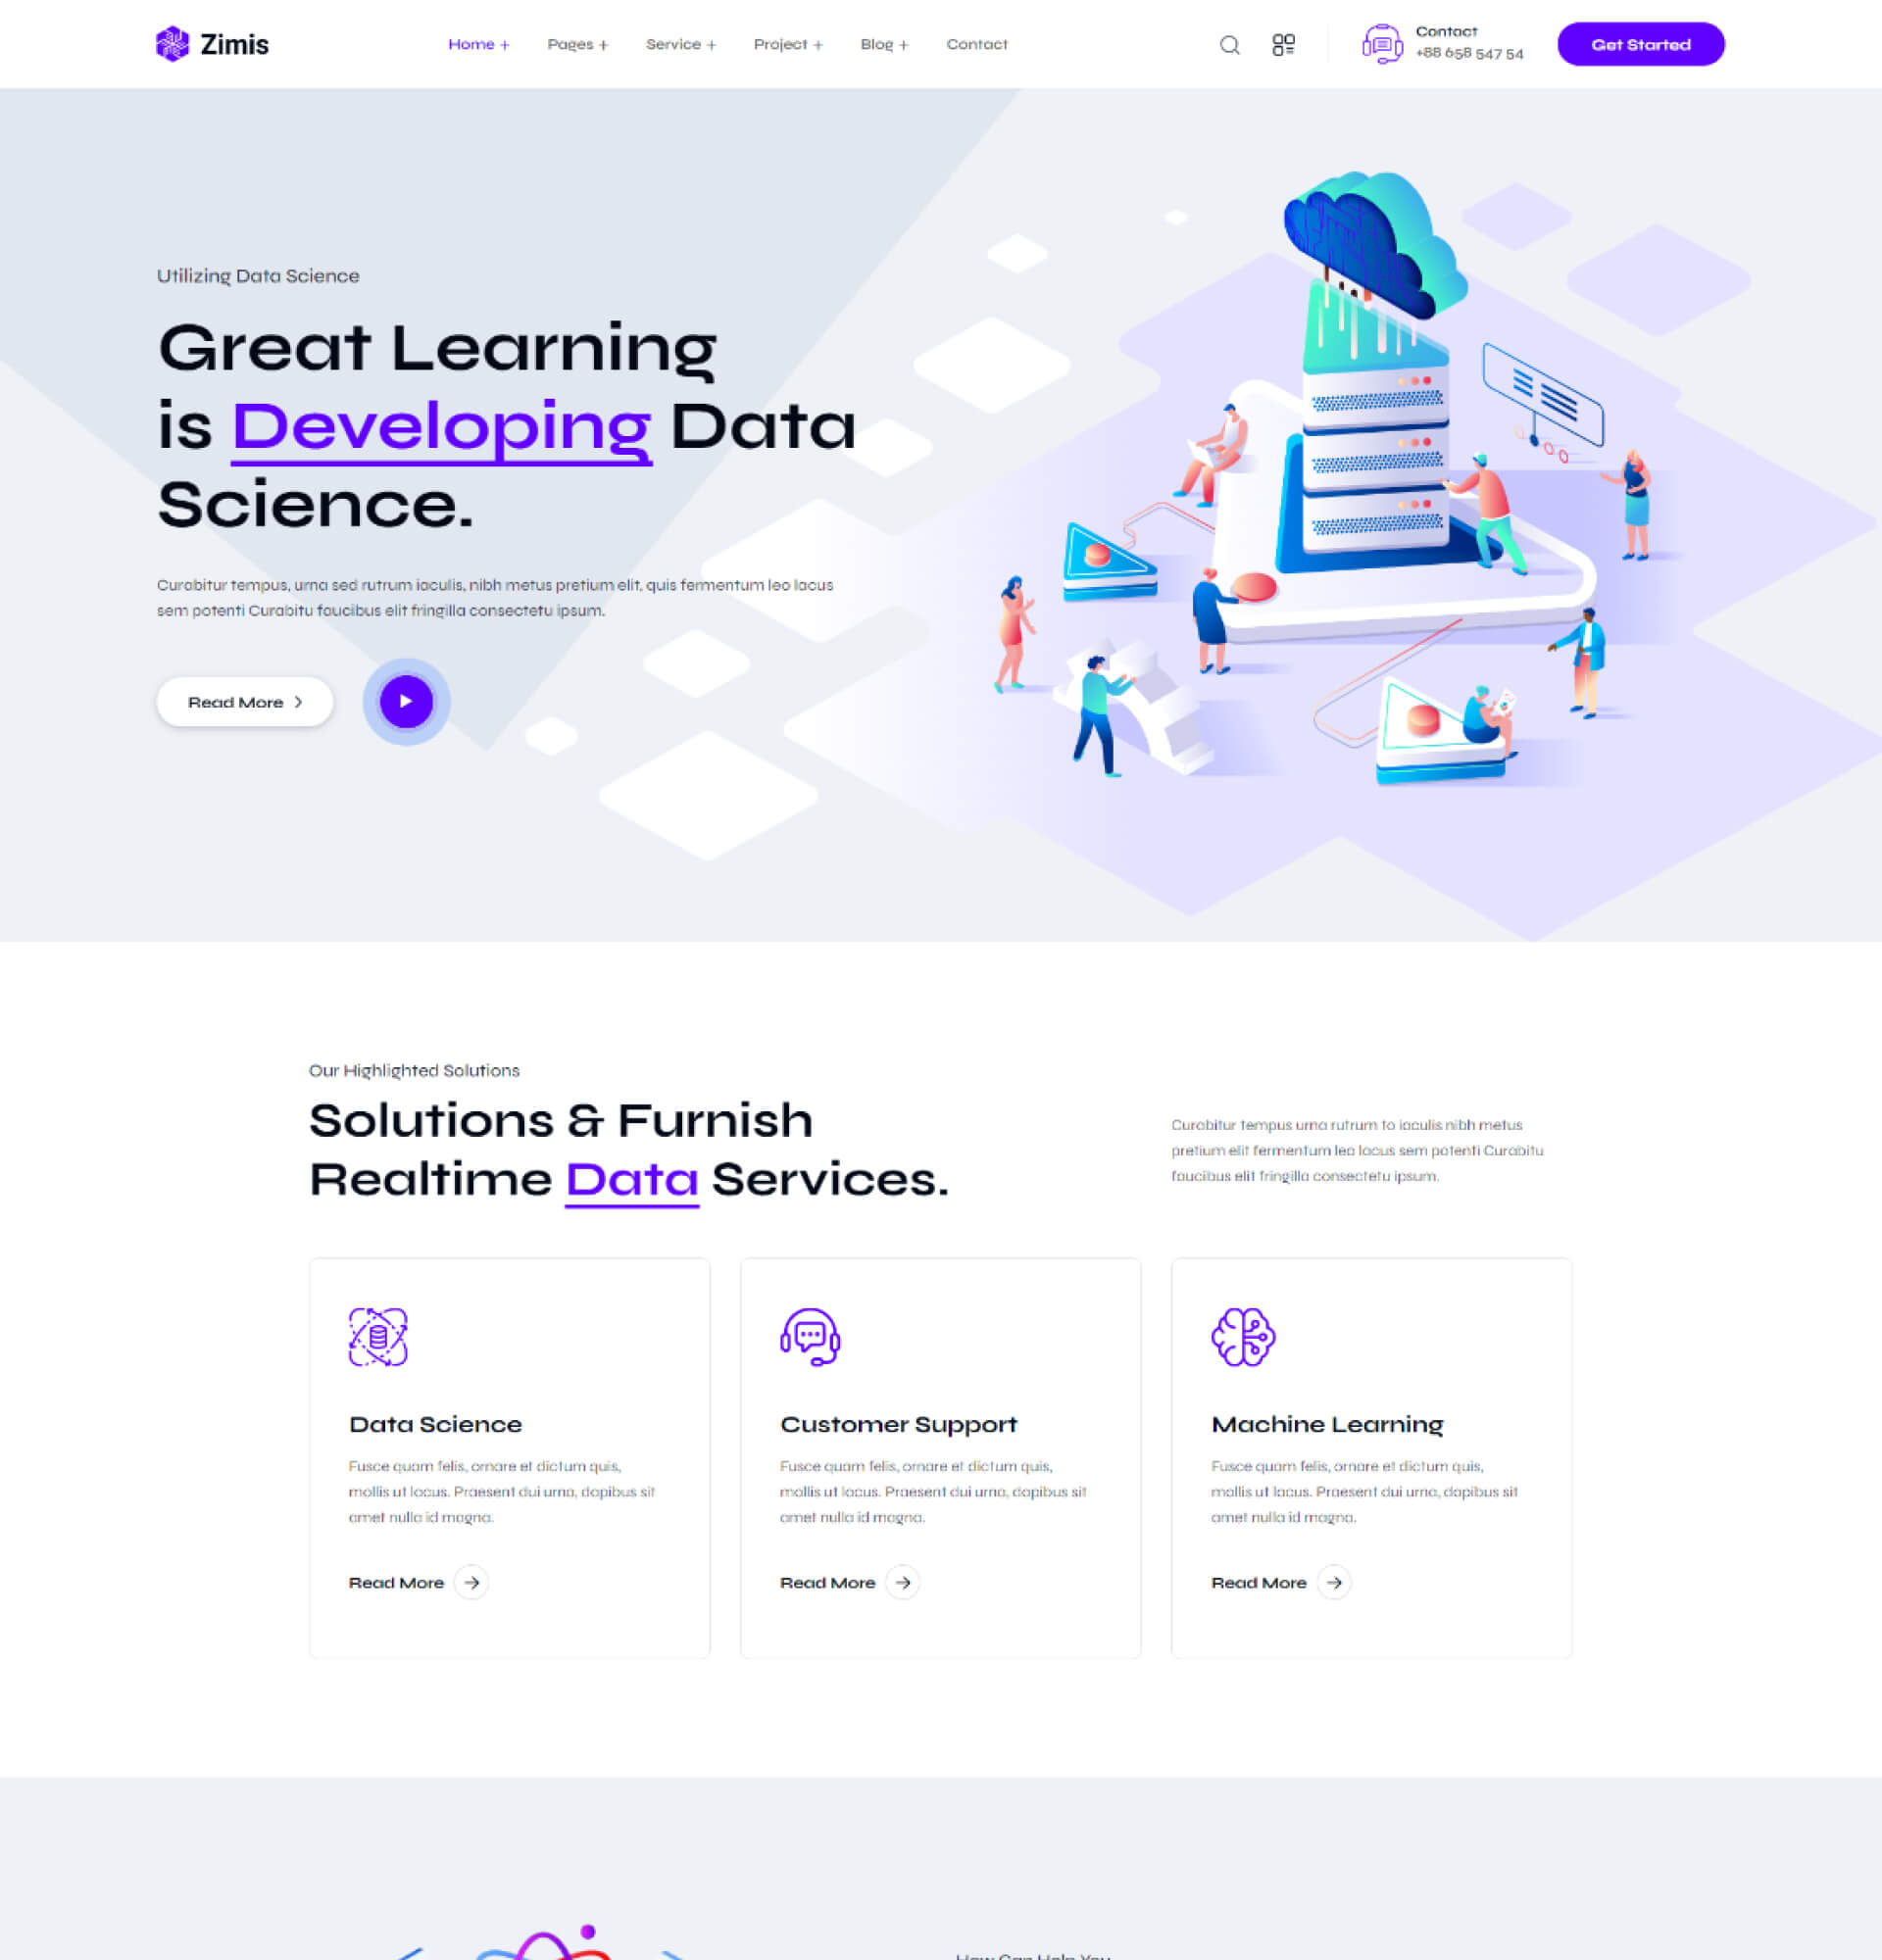 Zimis
Home +
Pages +
Service +
Project +
Blog +
Contact
Contact
+88 658 547 54
Get Started
Utilizing Data Science
Great Learning
is Developing Data
Science.
Curabitur tempus, urna sed rutrum iaculis, nibh metus pretium elit, quis fermentum leo lacus
sem potenti Curabitu faucibus elit fringilla consectetu ipsum.
Read More
Our Highlighted Solutions
Solutions & Furnish
Realtime Data Services.
Curabitur tempus urna rutrum to iaculis nibh metus
pretium elit fermentum leo lacus sem potenti Curabitu
faucibus elit fringilla consectetu ipsum.
Data Science
Fusce quam felis, ornare et dictum quis,
mollis ut lacus. Praesent dui urna, dapibus sit
amet nulla id magna.
Read More
Customer Support
Fusce quam felis, ornare et dictum quis,
mollis ut lacus. Praesent dui urna, dapibus sit
amet nulla id magna.
Read More
Machine Learning
Fusce quam felis, ornare et dictum quis,
mollis ut lacus. Praesent dui urna, dapibus sit
amet nulla id magna.
Read More
How Can Help You